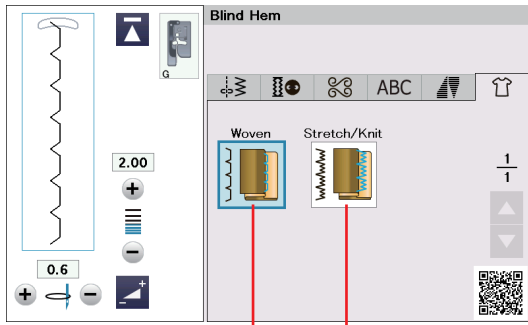 Blind Hem
G
ABC
Woven
Stretch/Knit
2.00
1
1
0.6